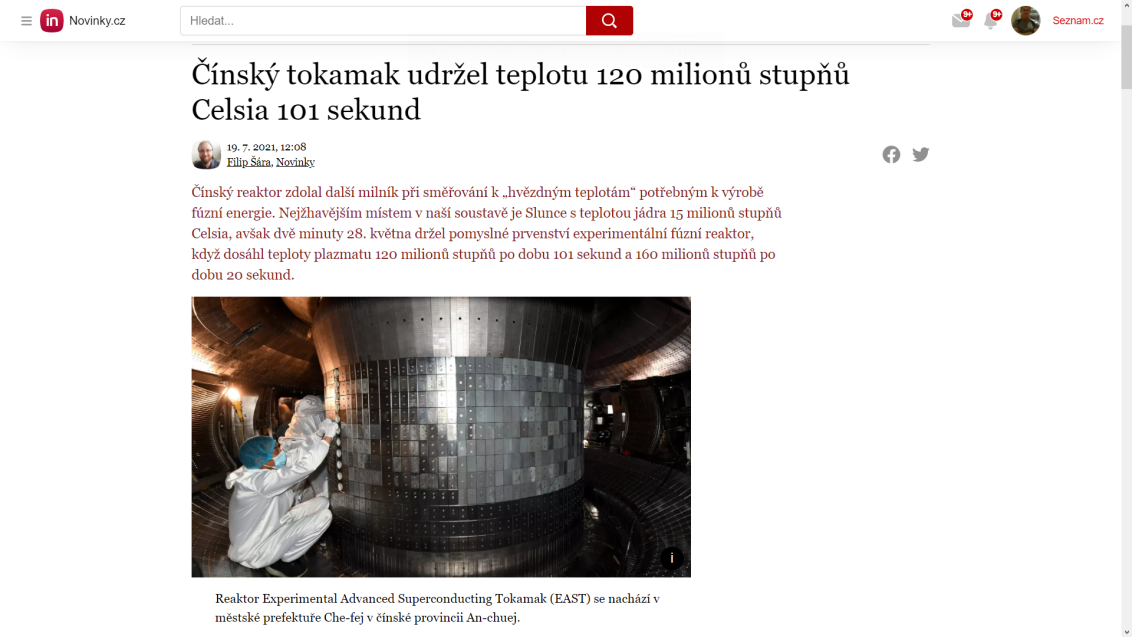 in Novinky.cz
Hledat...
9+
9+
Seznam.cz
Čínský tokamak udržel teplotu 120 milionů stupňů
Celsia 101 sekund
19. 7. 2021, 12:08
Filip Šára, Novinky
Čínský reaktor zdolal další milník při směřování k „hvězdným teplotám“ potřebným k výrobě
fúzní energie. Nejžhavějším místem v naší soustavě je Slunce s teplotou jádra 15 milionů stupňů
Celsia, avšak dvě minuty 28. května držel pomyslné prvenství experimentální fúzní reaktor,
když dosáhl teploty plazmatu 120 milionů stupňů po dobu 101 sekund a 160 milionů stupňů po
dobu 20 sekund.
i
Reaktor Experimental Advanced Superconducting Tokamak (EAST) se nachází v
městské prefektuře Che-fej v čínské provincii An-chuej.